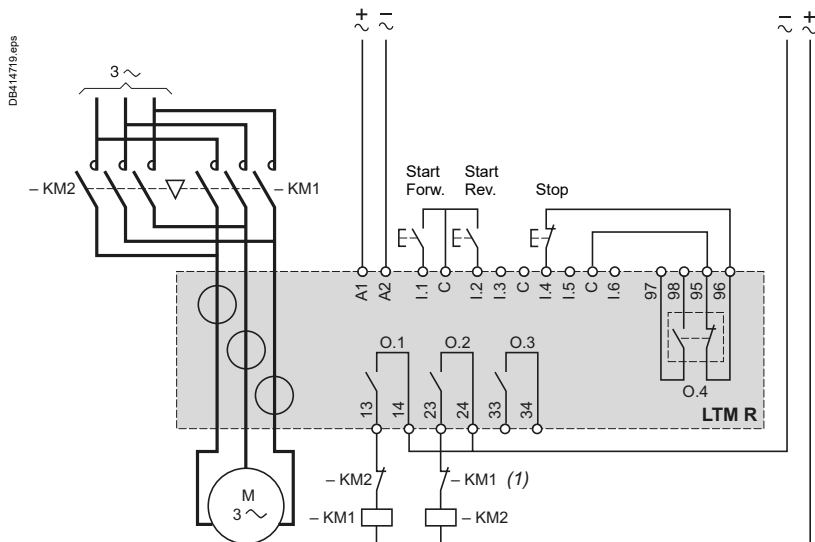 DB414719.eps
3 ~
+ −
~ ~
− +
~ ~
Start Forw.
Start Rev.
Stop
– KM2
– KM1
A1 A2 I.1 C I.2 I.3 C I.4 I.5 C I.6 97 98 95 96
O.1 O.2 O.3
O.4
13 14 23 24 33 34
LTM R
M
3 ~
– KM2
– KM1 (1)
– KM1
– KM2